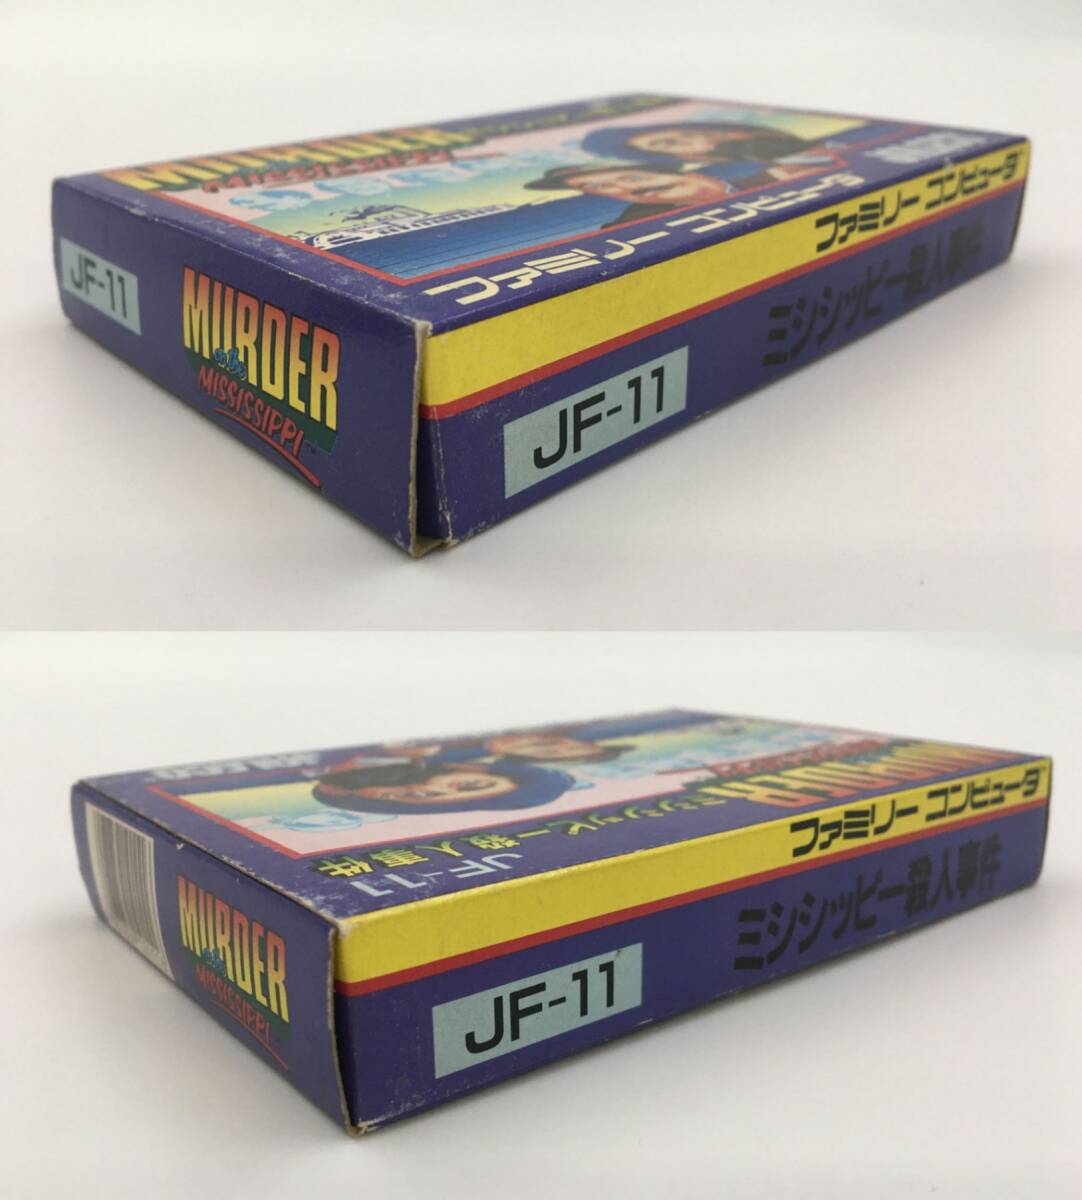 MURDER
ファミリー コンピュータ
ファミリー コンピュータ
JF-11
MURDER
on the
MISSISSIPPI
™
ミシシッピー殺人事件
JF-11
MURDER
ミシシッピー殺人事件
JF-11
ファミリー コンピュータ
MURDER
on the
MISSISSIPPI
ミシシッピー殺人事件
JF-11